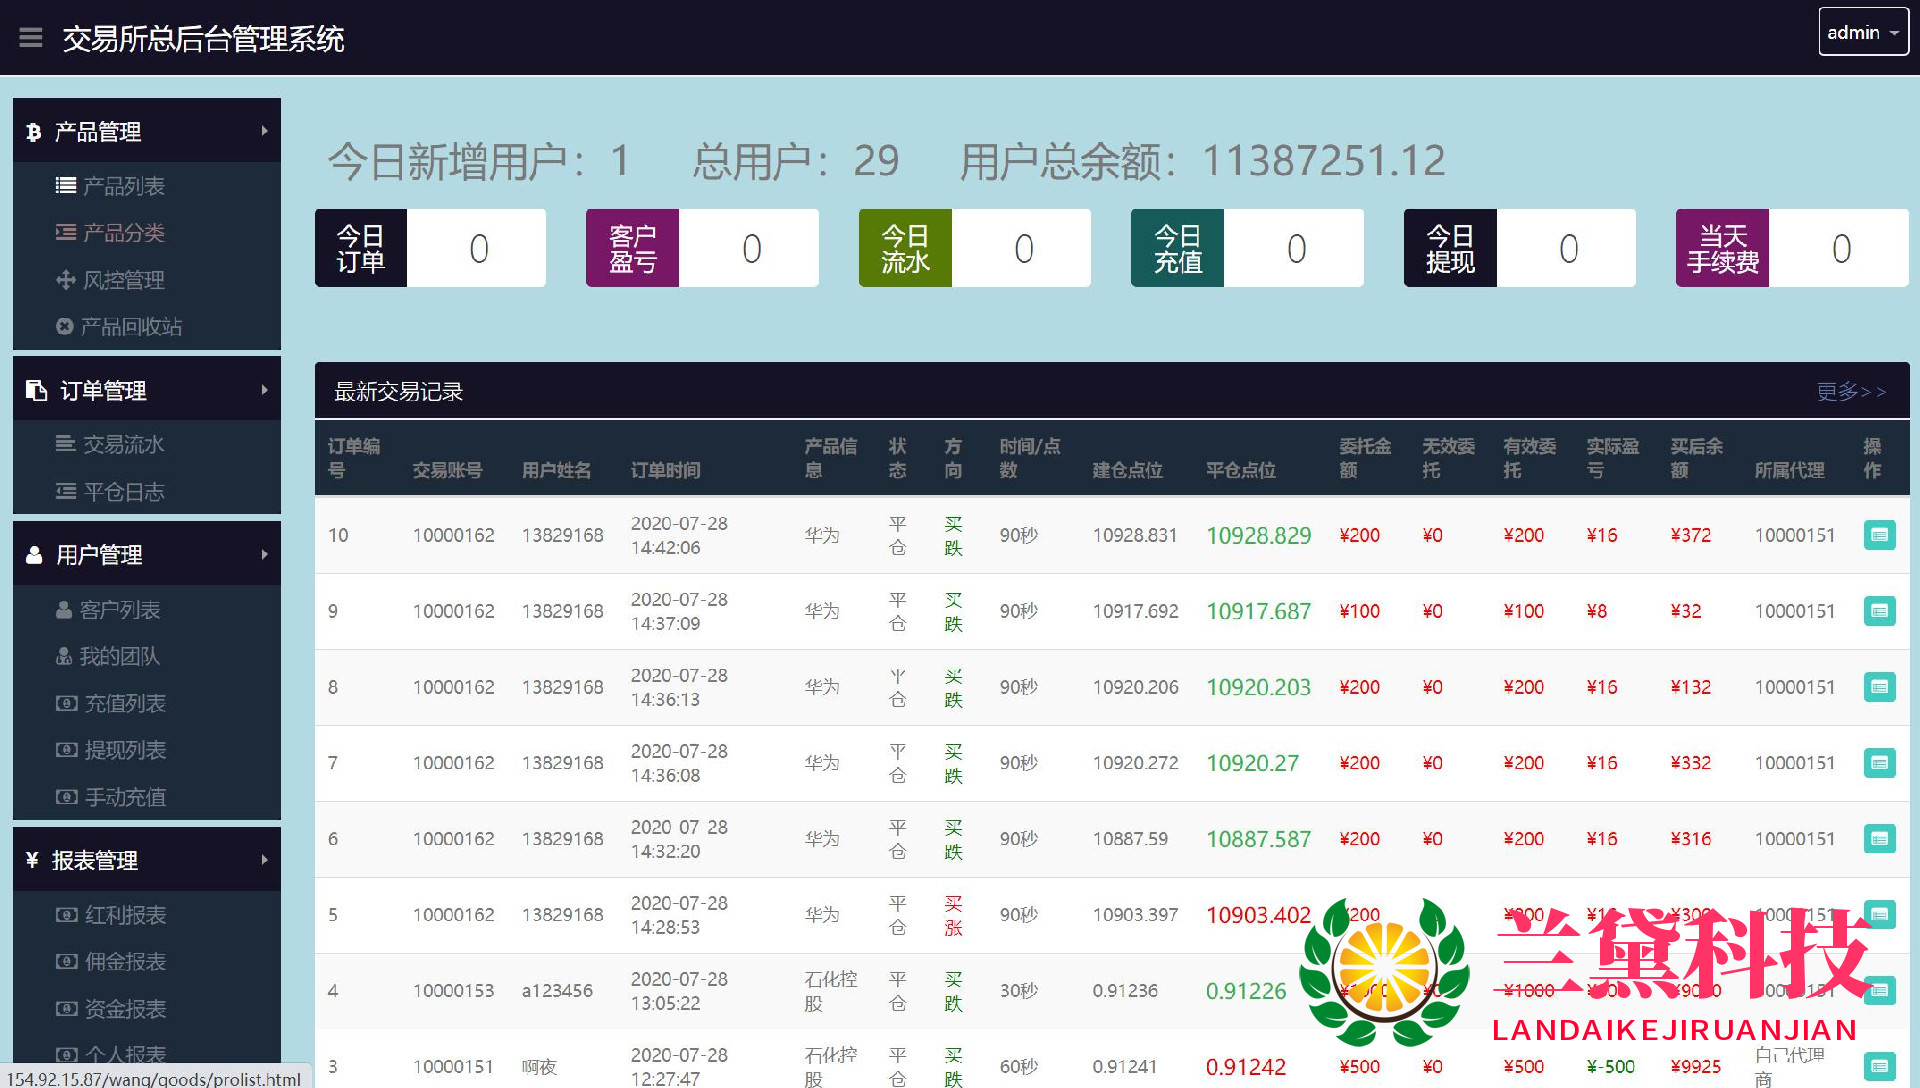 交易所总后台管理系统
admin
产品管理
产品列表
产品分类
风控管理
产品回收站
订单管理
交易流水
平仓日志
用户管理
客户列表
我的团队
充值列表
提现列表
手动充值
¥ 报表管理
红利报表
佣金报表
资金报表
个人报表
154.92.15.87/wang/goods/prolist.html
今日新增用户：1 总用户：29 用户总余额：11387251.12
今日订单 0
客户盈亏 0
今日流水 0
今日充值 0
今日提现 0
当天手续费 0
最新交易记录 更多>>
订单编号 交易账号 用户姓名 订单时间 产品信息 状态 方向 时间/点数 建仓点位 平仓点位 委托金额 无效委托 有效委托 实际盈亏 买后余额 所属代理 操作
10 10000162 13829168 2020-07-28 14:42:06 华为 平仓 买跌 90秒 10928.831 10928.829 ¥200 ¥0 ¥200 ¥16 ¥372 10000151
9 10000162 13829168 2020-07-28 14:37:09 华为 平仓 买跌 90秒 10917.692 10917.687 ¥100 ¥0 ¥100 ¥8 ¥32 10000151
8 10000162 13829168 2020-07-28 14:36:13 华为 平仓 买跌 90秒 10920.206 10920.203 ¥200 ¥0 ¥200 ¥16 ¥132 10000151
7 10000162 13829168 2020-07-28 14:36:08 华为 平仓 买跌 90秒 10920.272 10920.27 ¥200 ¥0 ¥200 ¥16 ¥332 10000151
6 10000162 13829168 2020-07-28 14:32:20 华为 平仓 买跌 90秒 10887.59 10887.587 ¥200 ¥0 ¥200 ¥16 ¥316 10000151
5 10000162 13829168 2020-07-28 14:28:53 华为 平仓 买涨 90秒 10903.397 10903.402 ¥200 ¥200
4 10000153 a123456 2020-07-28 13:05:22 石化控股 平仓 买跌 30秒 0.91236 0.91226 ¥1000 ¥1000
3 10000151 啊夜 2020-07-28 12:27:47 石化控股 平仓 买跌 60秒 0.91241 0.91242 ¥500 ¥0 ¥500 ¥-500 ¥9925 自己代理商
兰黛科技
LANDAIKEJIRUANJIAN